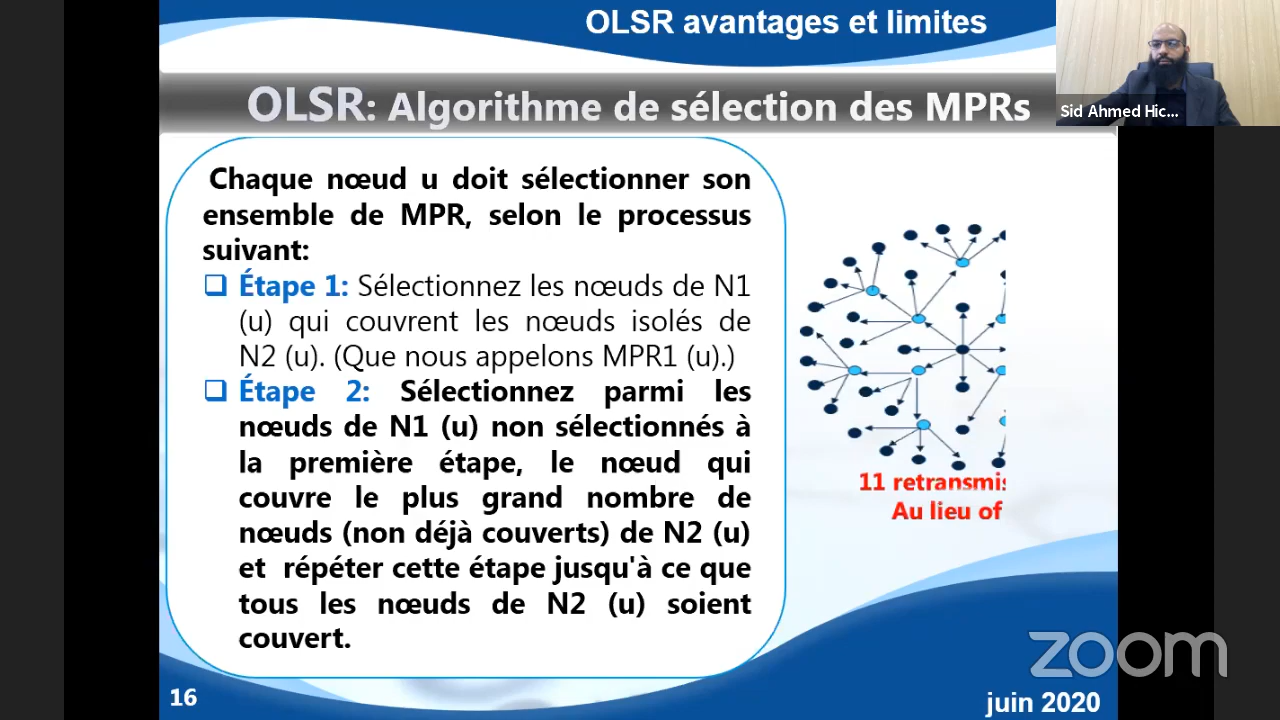 OLSR avantages et limites
OLSR: Algorithme de sélection des MPRs
Sid Ahmed Hic...
Chaque nœud u doit sélectionner son
ensemble de MPR, selon le processus
suivant:
Étape 1: Sélectionnez les nœuds de N1
(u) qui couvrent les nœuds isolés de
N2 (u). (Que nous appelons MPR1 (u).)
Étape 2: Sélectionnez parmi les
nœuds de N1 (u) non sélectionnés à
la première étape, le nœud qui
couvre le plus grand nombre de
nœuds (non déjà couverts) de N2 (u)
et répéter cette étape jusqu'à ce que
tous les nœuds de N2 (u) soient
couvert.
11 retransmis
Au lieu of
zoom
16
juin 2020